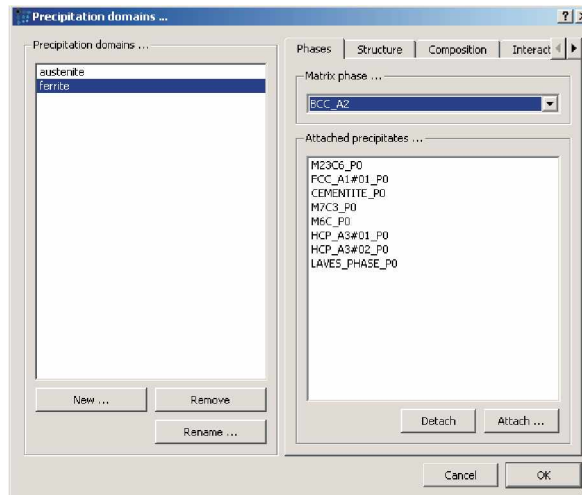 Precipitation domains ...
Precipitation domains ...
austenite
ferrite
New ...
Remove
Rename ...
Phases
Structure
Composition
Interact
Matrix phase ...
BCC_A2
Attached precipitates ...
M23C6_P0
FCC_A1#01_P0
CEMENTITE_P0
M7C3_P0
M6C_P0
HCP_A3#01_P0
HCP_A3#02_P0
LAVES_PHASE_P0
Detach
Attach ...
Cancel
OK